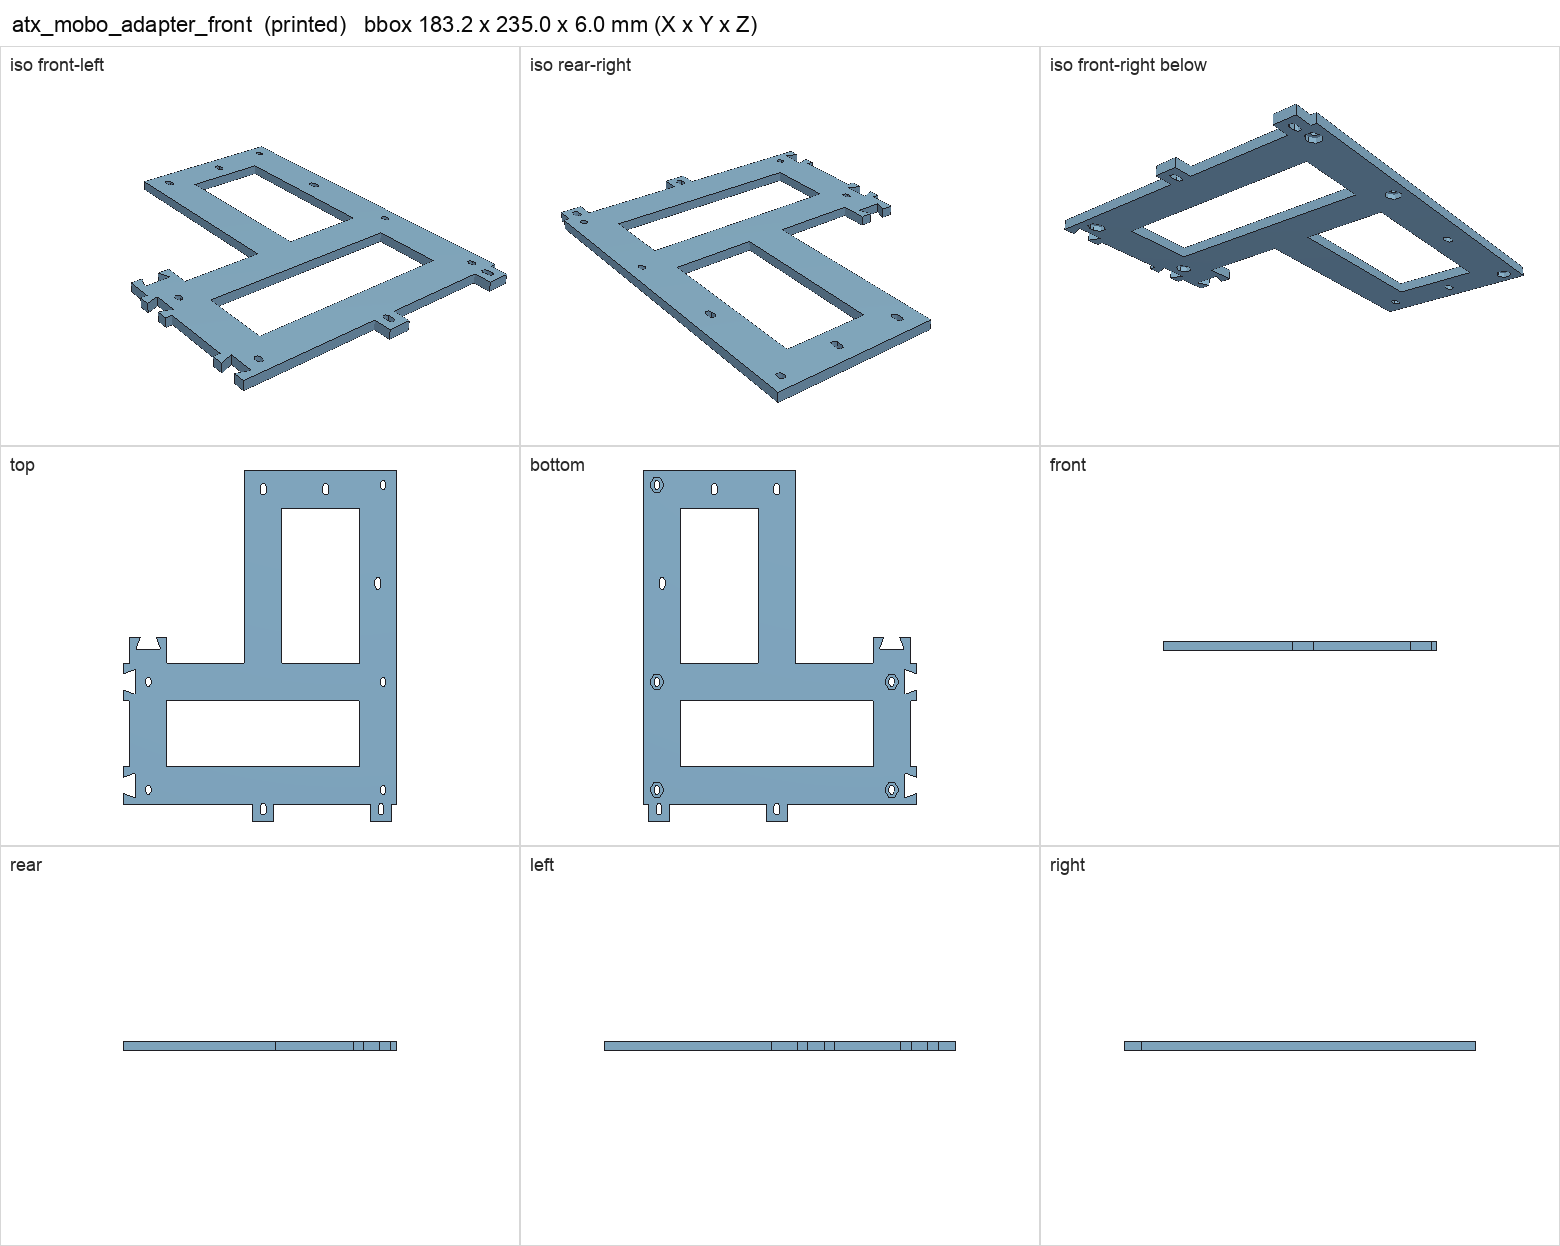 atx_mobo_adapter_front (printed) bbox 183.2 x 235.0 x 6.0 mm (X x Y x Z)
iso front-left
iso rear-right
iso front-right below
top
bottom
front
rear
left
right